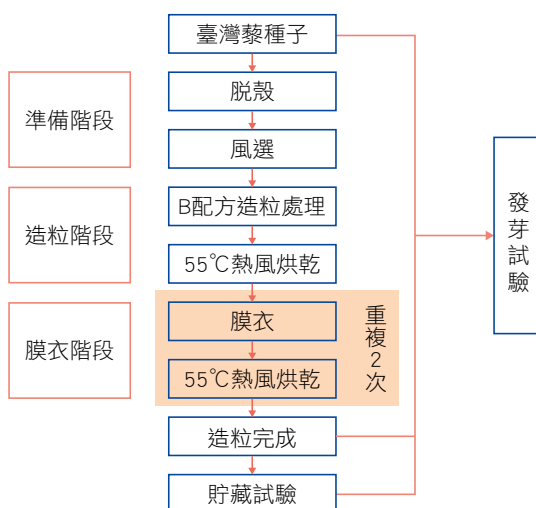 臺灣藜種子
脱殼
準備階段
風選
B配方造粒處理
造粒階段
55℃熱風烘乾
膜衣
膜衣階段
55℃熱風烘乾
重複2次
造粒完成
貯藏試驗
發芽試驗